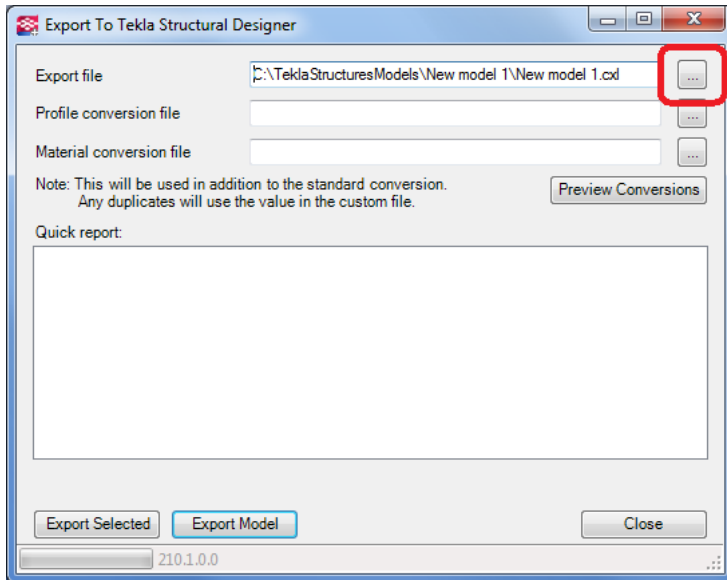 Export To Tekla Structural Designer
Export file
C:\TeklaStructuresModels\New model 1\New model 1.cxl
...
Profile conversion file
...
Material conversion file
...
Note: This will be used in addition to the standard conversion.
Any duplicates will use the value in the custom file.
Preview Conversions
Quick report:
Export Selected
Export Model
Close
210.1.0.0